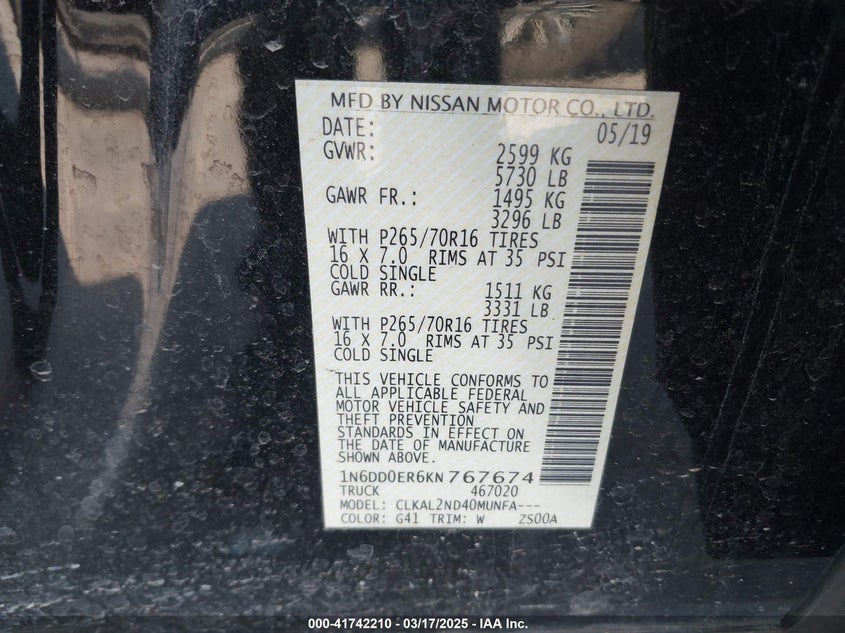 MFD BY NISSAN MOTOR CO., LTD.
DATE: 05/19
GVWR: 2599 KG
5730 LB
GAWR FR.: 1495 KG
3296 LB
WITH P265/70R16 TIRES
16 X 7.0 RIMS AT 35 PSI
COLD SINGLE
GAWR RR.: 1511 KG
3331 LB
WITH P265/70R16 TIRES
16 X 7.0 RIMS AT 35 PSI
COLD SINGLE
THIS VEHICLE CONFORMS TO
ALL APPLICABLE FEDERAL
MOTOR VEHICLE SAFETY AND
THEFT PREVENTION
STANDARDS IN EFFECT ON
THE DATE OF MANUFACTURE
SHOWN ABOVE.
1N6DD0ER6KN767674
TRUCK 467020
MODEL: CLKAL2ND40MUNFA---
COLOR: G41 TRIM: W ZS00A
000-41742210 - 03/17/2025 - IAA Inc.